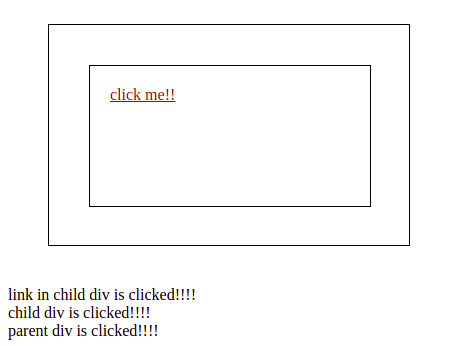 click me!!
link in child div is clicked!!!!
child div is clicked!!!!
parent div is clicked!!!!